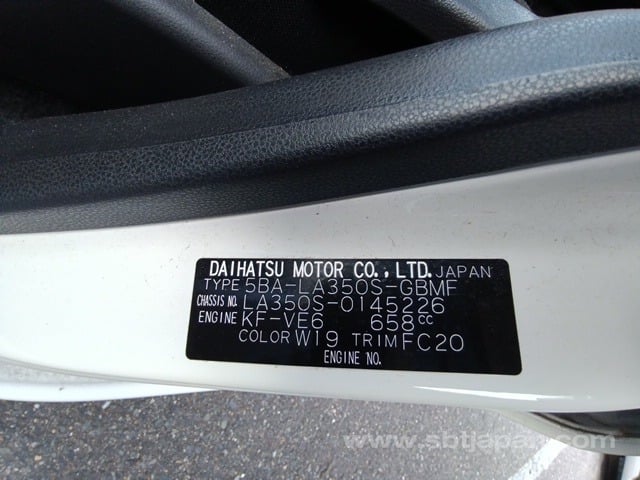 DAIHATSU MOTOR CO., LTD. JAPAN
TYPE 5BA-LA350S-GBMF
CHASSIS NO. LA350S-0145226
ENGINE KF-VE6 658CC
COLOR W19 TRIM FC20
ENGINE NO.
www.sbtjapan.com